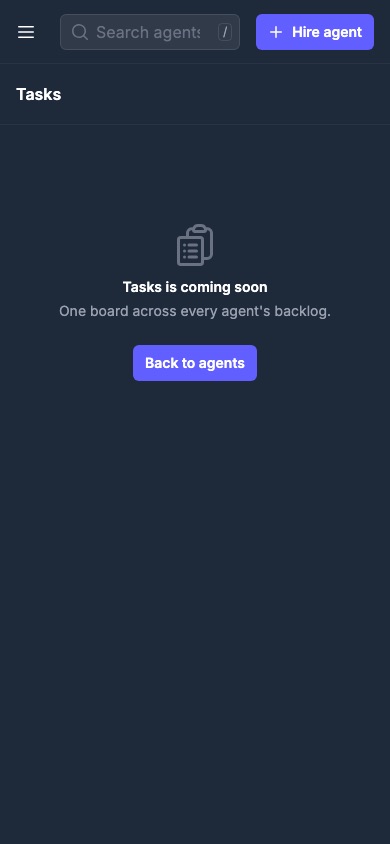 Search agents
/
Hire agent
Tasks
Tasks is coming soon
One board across every agent's backlog.
Back to agents